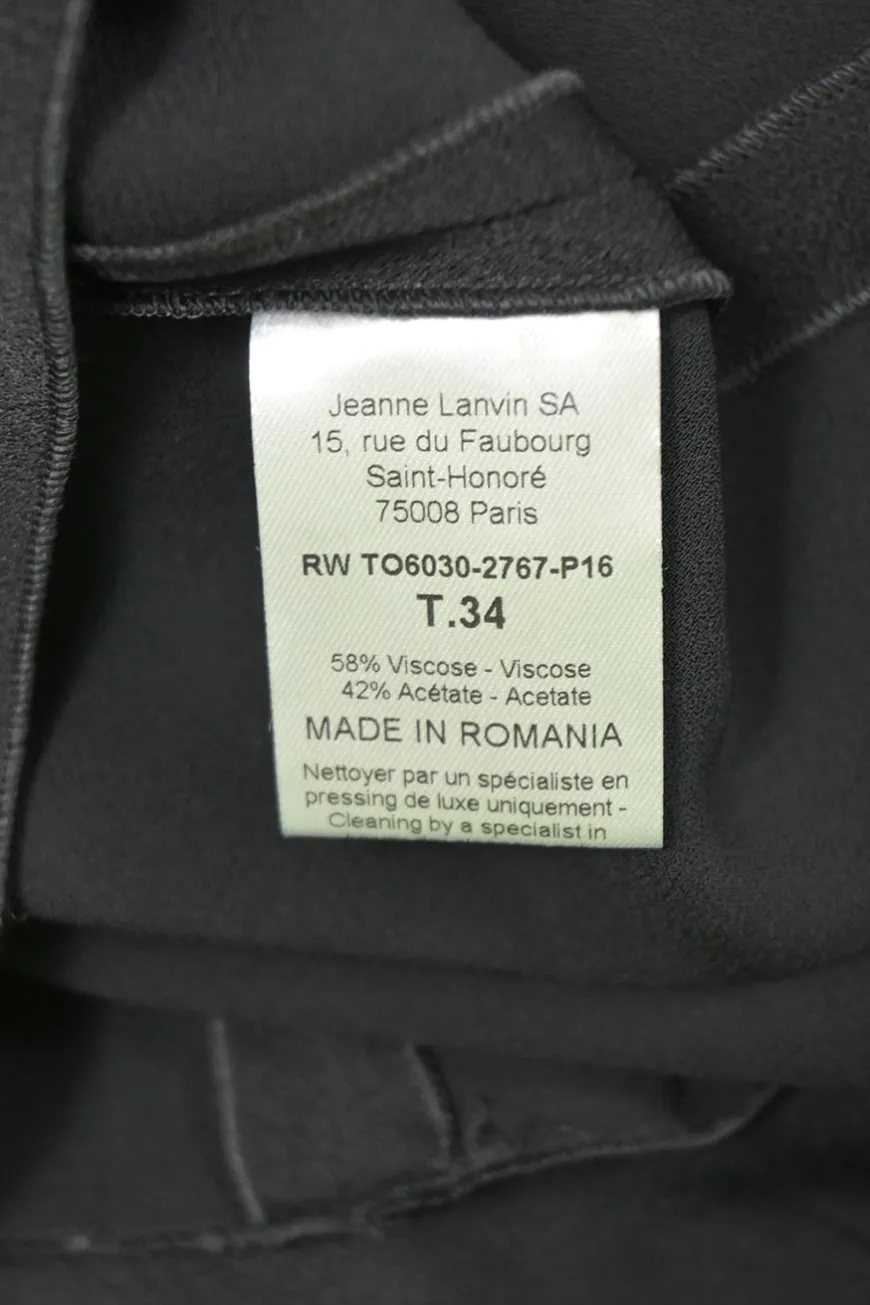 Jeanne Lanvin SA
15, rue du Faubourg
Saint-Honoré
75008 Paris
RW TO6030-2767-P16
T.34
58% Viscose - Viscose
42% Acétate - Acetate
MADE IN ROMANIA
Nettoyer par un spécialiste en
pressing de luxe uniquement -
Cleaning by a specialist in